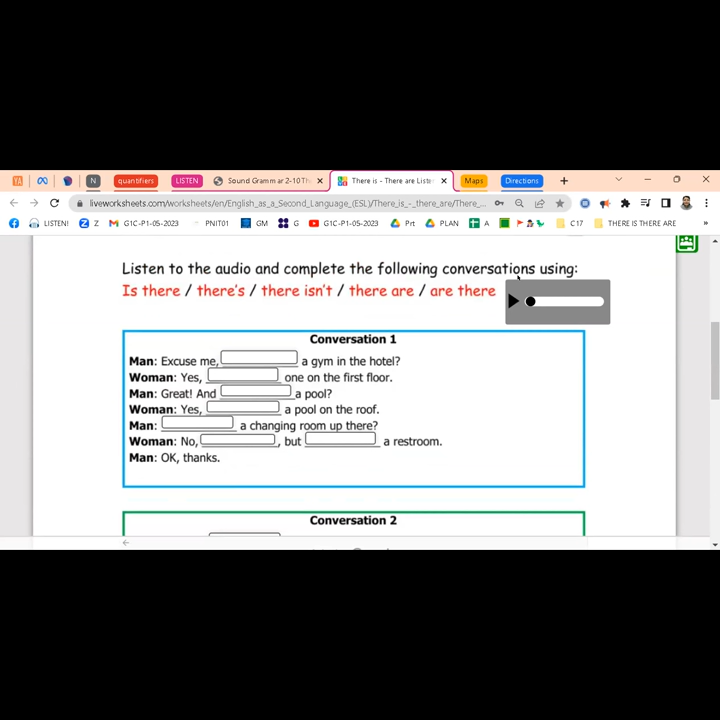 YA N quantifiers LISTEN Sound Grammar 2-10 Th There is - There are Liste Maps Directions
liveworksheets.com/worksheets/en/English_as_a_Second_Language_(ESL)/There_is_-_there_are/There_...
LISTEN! Z G1C-P1-05-2023 PNIT01 GM G G1C-P1-05-2023 Prt PLAN A C17 THERE IS THERE ARE »
Listen to the audio and complete the following conversations using:
Is there / there's / there isn't / there are / are there
Conversation 1
Man: Excuse me, a gym in the hotel?
Woman: Yes, one on the first floor.
Man: Great! And a pool?
Woman: Yes, a pool on the roof.
Man: a changing room up there?
Woman: No, , but a restroom.
Man: OK, thanks.
Conversation 2